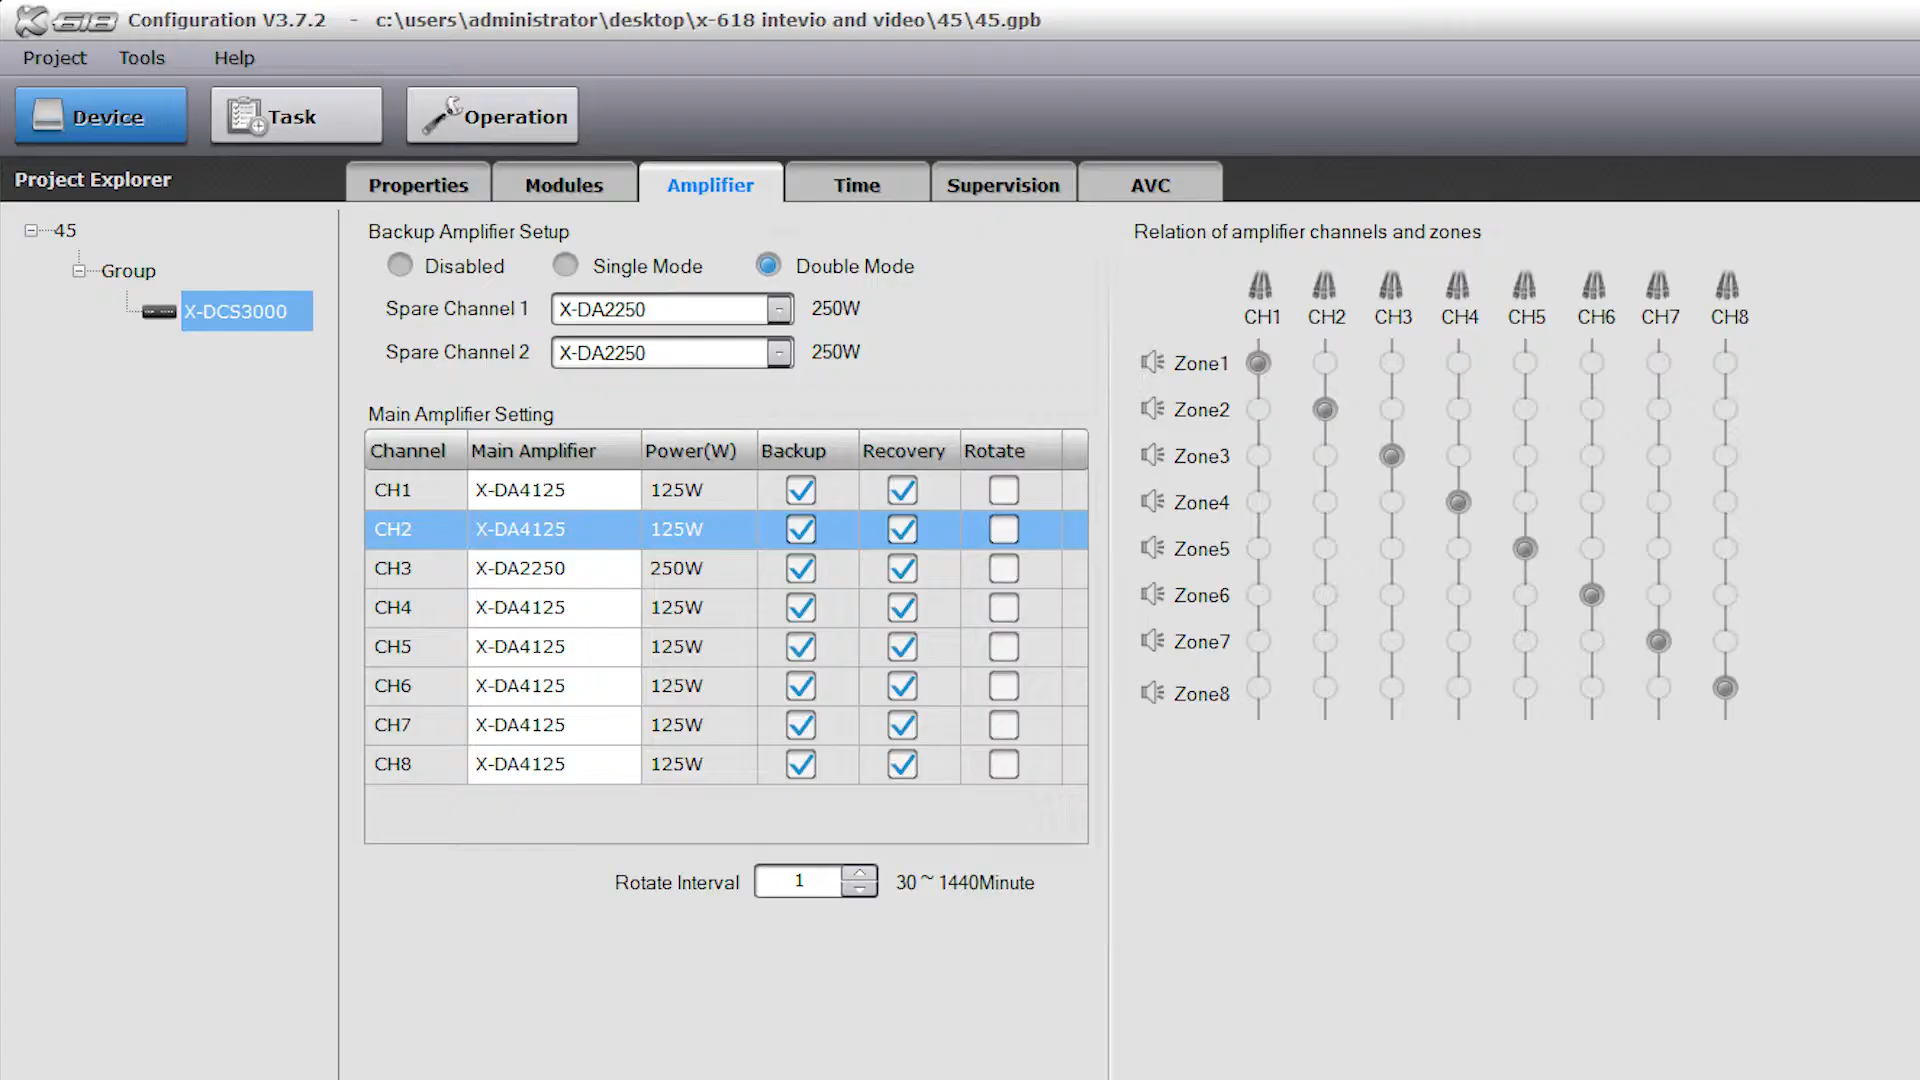 X-618 Configuration V3.7.2 - c:\users\administrator\desktop\x-618 intevio and video\45\45.gpb
Project Tools Help
Device Task Operation
Project Explorer
Properties Modules Amplifier Time Supervision AVC
45
Group
X-DCS3000
Backup Amplifier Setup
Disabled Single Mode Double Mode
Spare Channel 1 X-DA2250 250W
Spare Channel 2 X-DA2250 250W
Main Amplifier Setting
Channel Main Amplifier Power(W) Backup Recovery Rotate
CH1 X-DA4125 125W
CH2 X-DA4125 125W
CH3 X-DA2250 250W
CH4 X-DA4125 125W
CH5 X-DA4125 125W
CH6 X-DA4125 125W
CH7 X-DA4125 125W
CH8 X-DA4125 125W
Rotate Interval 1 30 ~ 1440Minute
Relation of amplifier channels and zones
CH1 CH2 CH3 CH4 CH5 CH6 CH7 CH8
Zone1
Zone2
Zone3
Zone4
Zone5
Zone6
Zone7
Zone8